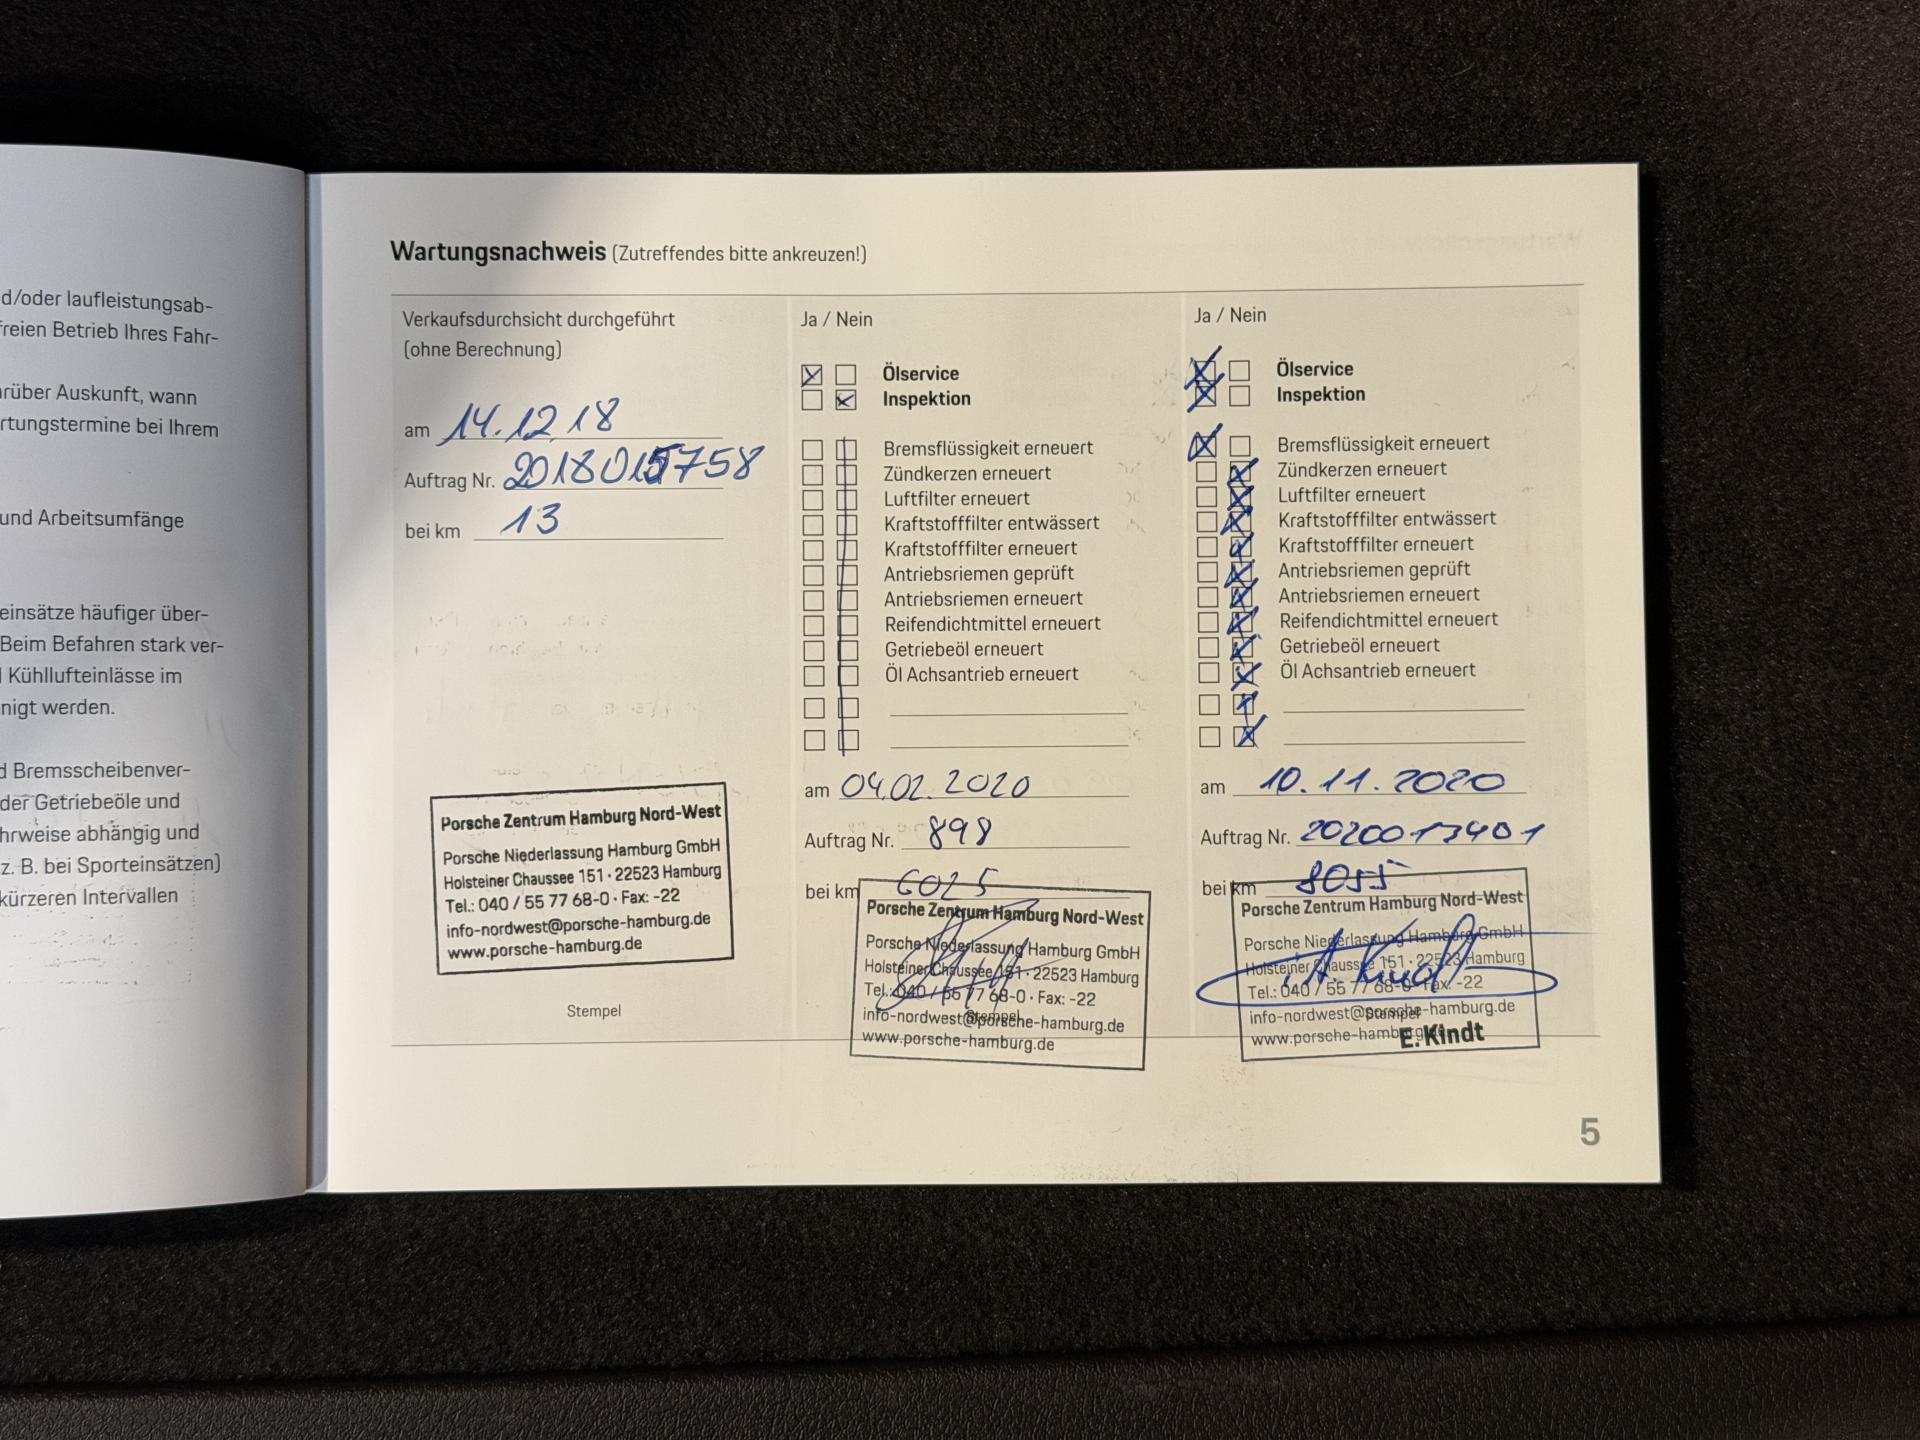 d/oder laufleistungsab-
freien Betrieb Ihres Fahr-
rüber Auskunft, wann
rtungstermine bei Ihrem
und Arbeitsumfänge
einsätze häufiger über-
Beim Befahren stark ver-
Kühllufteinlässe im
nigt werden.
d Bremsscheibenver-
der Getriebeöle und
hrweise abhängig und
z. B. bei Sporteinsätzen)
kürzeren Intervallen
Wartungsnachweis (Zutreffendes bitte ankreuzen!)
Verkaufsdurchsicht durchgeführt
(ohne Berechnung)
am 14.12.18
Auftrag Nr. 2018015758
bei km 13
Porsche Zentrum Hamburg Nord-West
Porsche Niederlassung Hamburg GmbH
Holsteiner Chaussee 151 · 22523 Hamburg
Tel.: 040 / 55 77 68-0 · Fax: -22
info-nordwest@porsche-hamburg.de
www.porsche-hamburg.de
Stempel
Ja / Nein
Ölservice
Inspektion
Bremsflüssigkeit erneuert
Zündkerzen erneuert
Luftfilter erneuert
Kraftstofffilter entwässert
Kraftstofffilter erneuert
Antriebsriemen geprüft
Antriebsriemen erneuert
Reifendichtmittel erneuert
Getriebeöl erneuert
Öl Achsantrieb erneuert
am 04.02.2020
Auftrag Nr. 898
bei km 6025
Porsche Zentrum Hamburg Nord-West
Porsche Niederlassung Hamburg GmbH
Holsteiner Chaussee 151 · 22523 Hamburg
Tel.: 040 / 55 77 68-0 · Fax: -22
info-nordwest@porsche-hamburg.de
Stempel
www.porsche-hamburg.de
Ja / Nein
Ölservice
Inspektion
Bremsflüssigkeit erneuert
Zündkerzen erneuert
Luftfilter erneuert
Kraftstofffilter entwässert
Kraftstofffilter erneuert
Antriebsriemen geprüft
Antriebsriemen erneuert
Reifendichtmittel erneuert
Getriebeöl erneuert
Öl Achsantrieb erneuert
am 10.11.2020
Auftrag Nr. 2020013401
bei km 8055
Porsche Zentrum Hamburg Nord-West
Porsche Niederlassung Hamburg GmbH
Holsteiner Chaussee 151 · 22523 Hamburg
Tel.: 040 / 55 77 68-0 · Fax: -22
info-nordwest@porsche-hamburg.de
Stempel
www.porsche-hamburg.de
E. Kindt
5